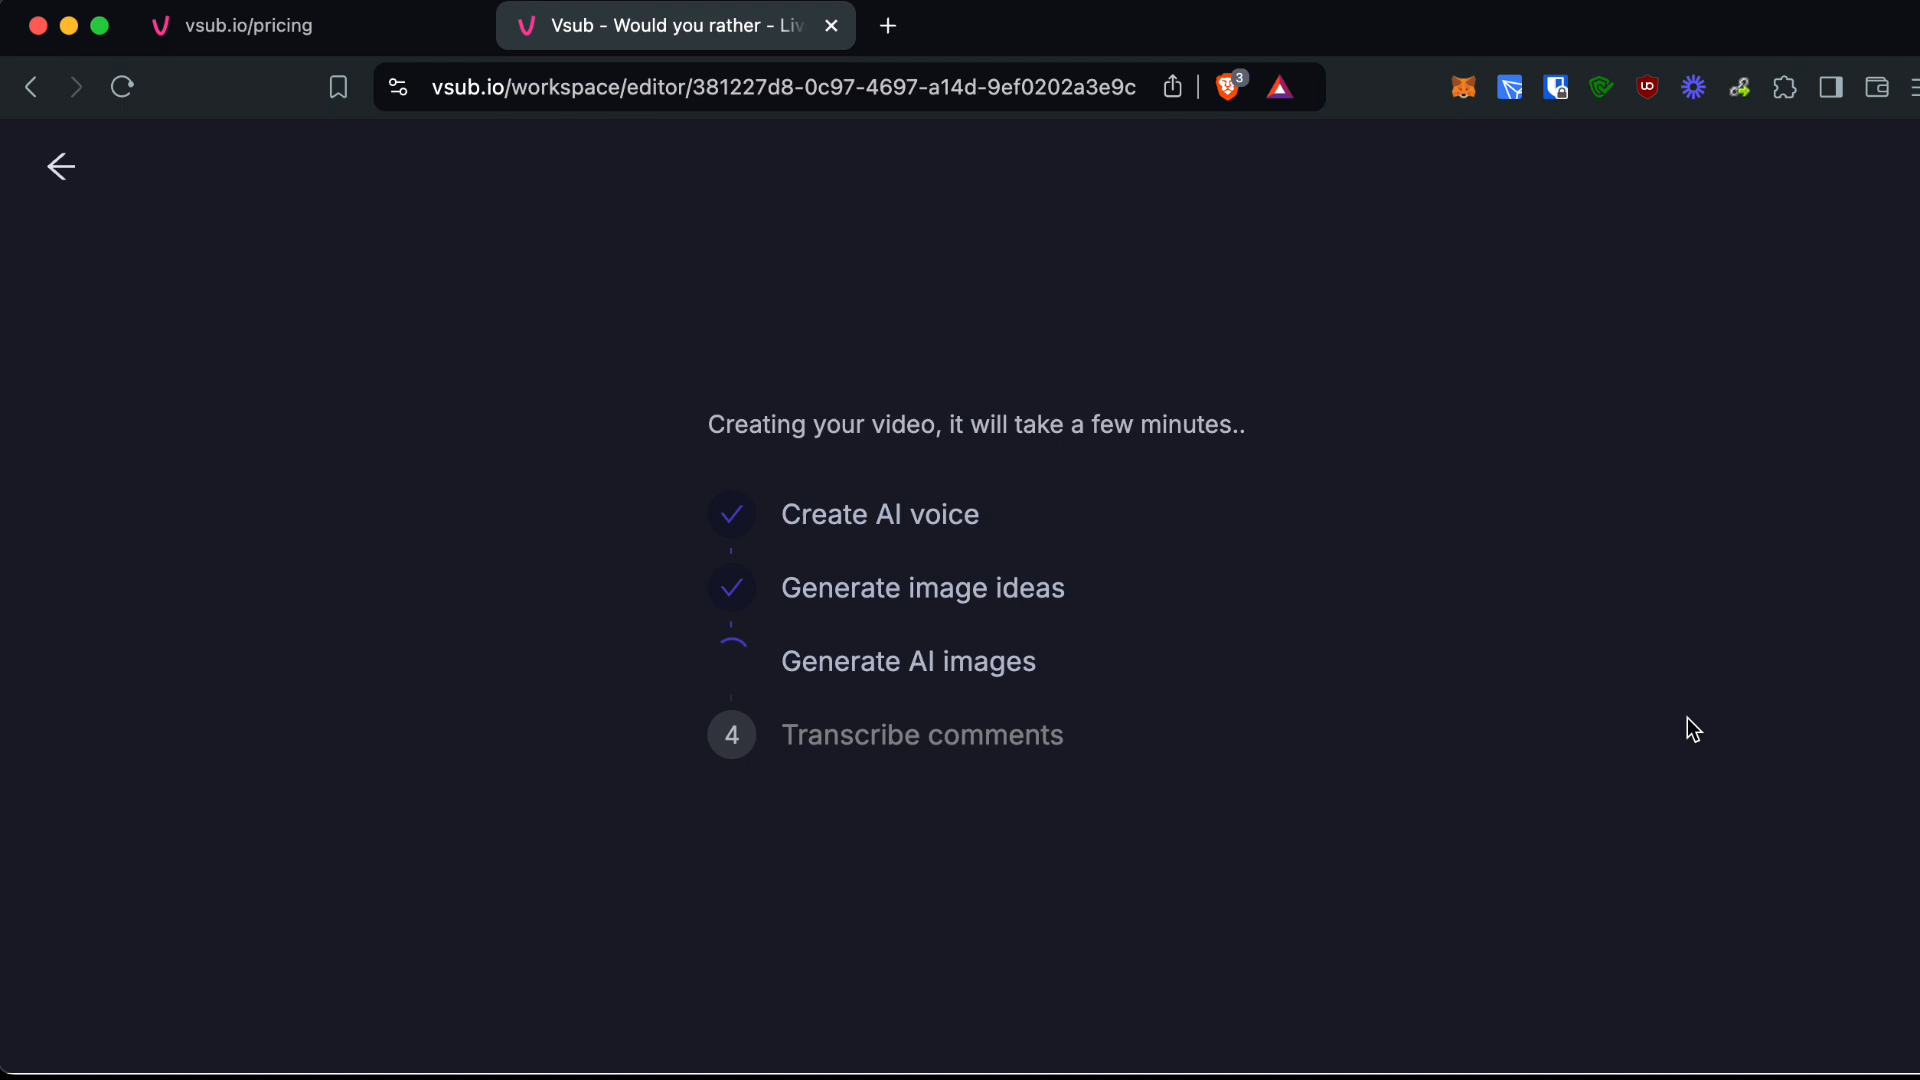 vsub.io/pricing
Vsub - Would you rather - Liv
vsub.io/workspace/editor/381227d8-0c97-4697-a14d-9ef0202a3e9c
3
UO
Creating your video, it will take a few minutes..
Create AI voice
Generate image ideas
Generate AI images
4 Transcribe comments